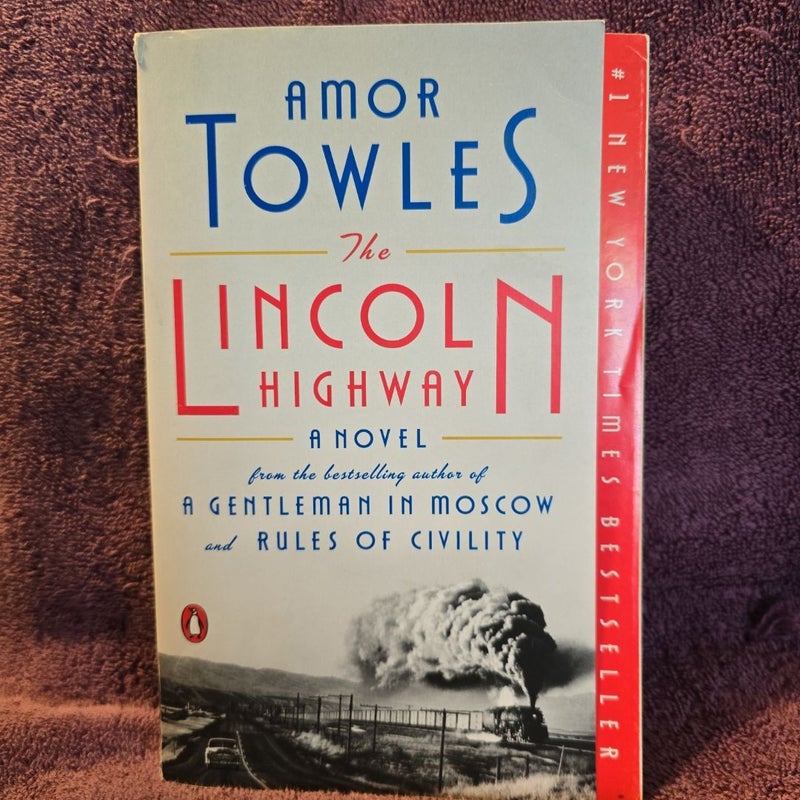 AMOR
TOWLES
The
LINCOLN
HIGHWAY
A NOVEL
from the bestselling author of
A GENTLEMAN IN MOSCOW
and RULES OF CIVILITY
#1 NEW YORK TIMES BESTSELLER